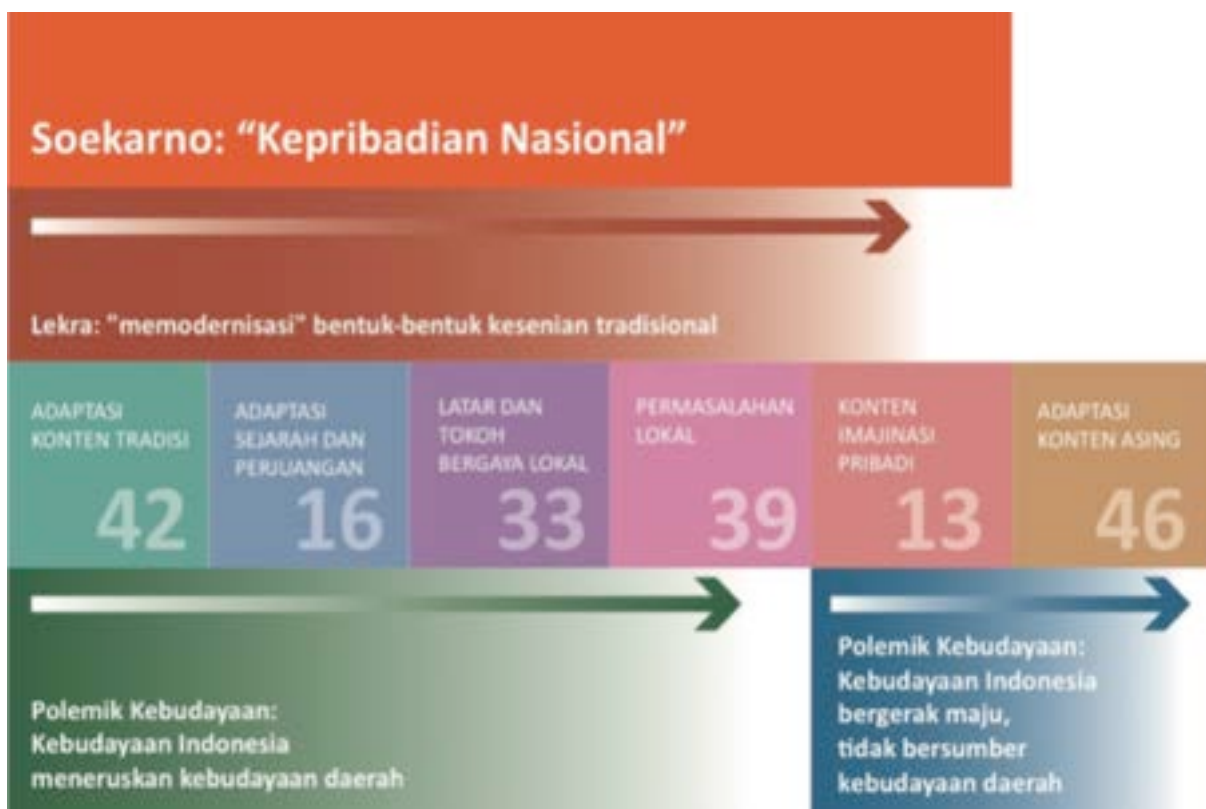 Soekarno: “Kepribadian Nasional”
Lekra: "memodernisasi" bentuk-bentuk kesenian tradisional
ADAPTASI
KONTEN TRADISI
42
ADAPTASI
SEJARAH DAN
PERJUANGAN
16
LATAR DAN
TOKOH
BERGAYA LOKAL
33
PERMASALAHAN
LOKAL
39
KONTEN
IMAJINASI
PRIBADI
13
ADAPTASI
KONTEN ASING
46
Polemik Kebudayaan:
Kebudayaan Indonesia
meneruskan kebudayaan daerah
Polemik Kebudayaan:
Kebudayaan Indonesia
bergerak maju,
tidak bersumber
kebudayaan daerah